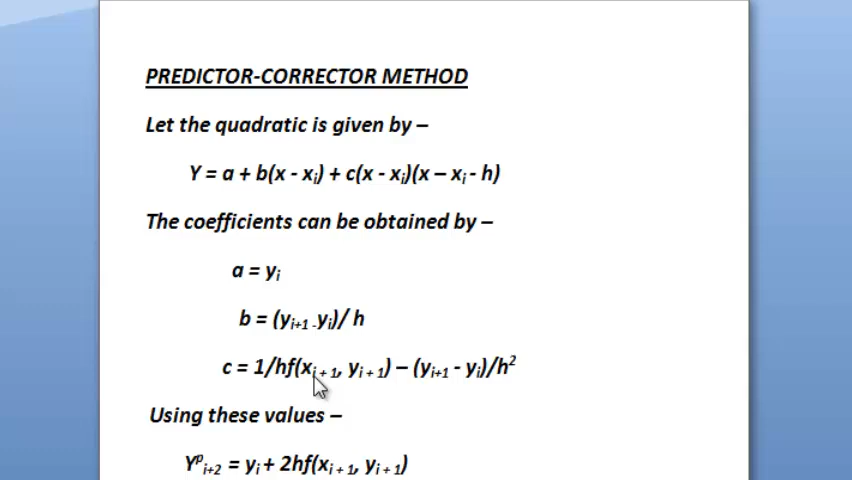 PREDICTOR-CORRECTOR METHOD
Let the quadratic is given by –
Y = a + b(x - xᵢ) + c(x - xᵢ)(x – xᵢ - h)
The coefficients can be obtained by –
a = yᵢ
b = (yᵢ₊₁ - yᵢ)/ h
c = 1/hf(xᵢ ₊ ₁, yᵢ ₊ ₁) – (yᵢ₊₁ - yᵢ)/h²
Using these values –
Yᵖᵢ₊₂ = yᵢ + 2hf(xᵢ ₊ ₁, yᵢ ₊ ₁)